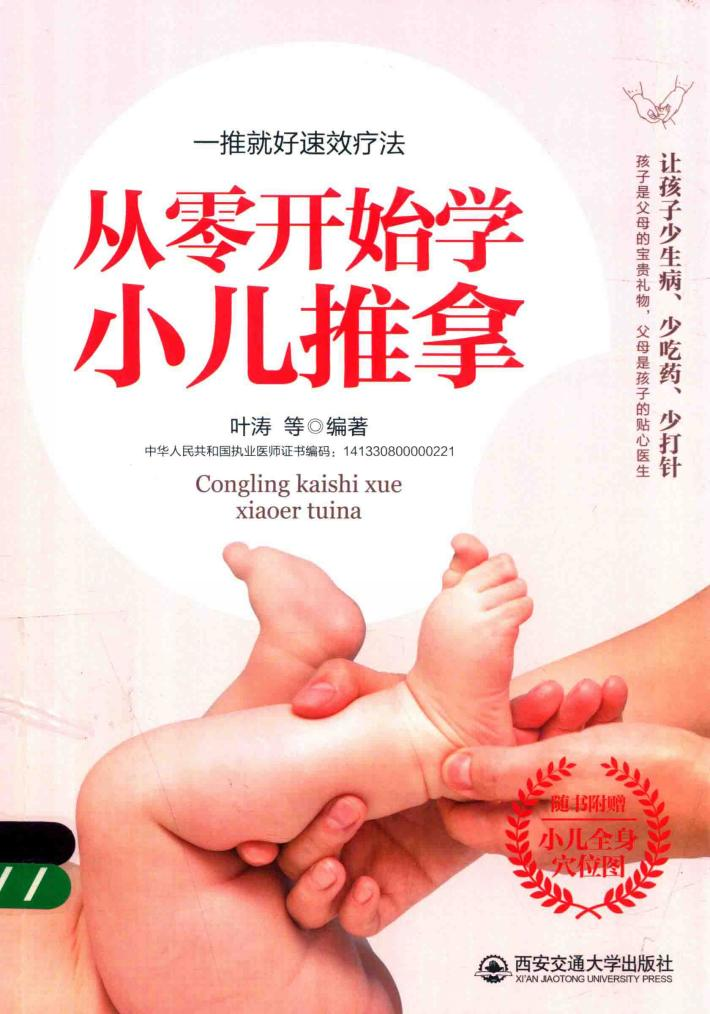 一推就好速效疗法
从零开始学
小儿推拿
叶涛 等◎编著
中华人民共和国执业医师证书编码：141330800000221
Congling kaishi xue
xiaoer tuina
让孩子少生病、少吃药、少打针
孩子是父母的宝贵礼物，父母是孩子的贴心医生
随书附赠
小儿全身
穴位图
西安交通大学出版社
XI'AN JIAOTONG UNIVERSITY PRESS